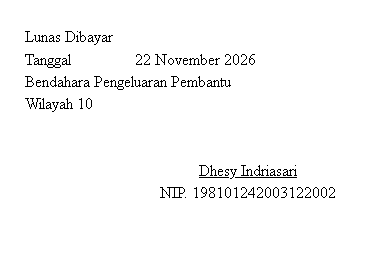 Lunas Dibayar
Tanggal 22 November 2026
Bendahara Pengeluaran Pembantu
Wilayah 10
Dhesy Indriasari
NIP. 198101242003122002